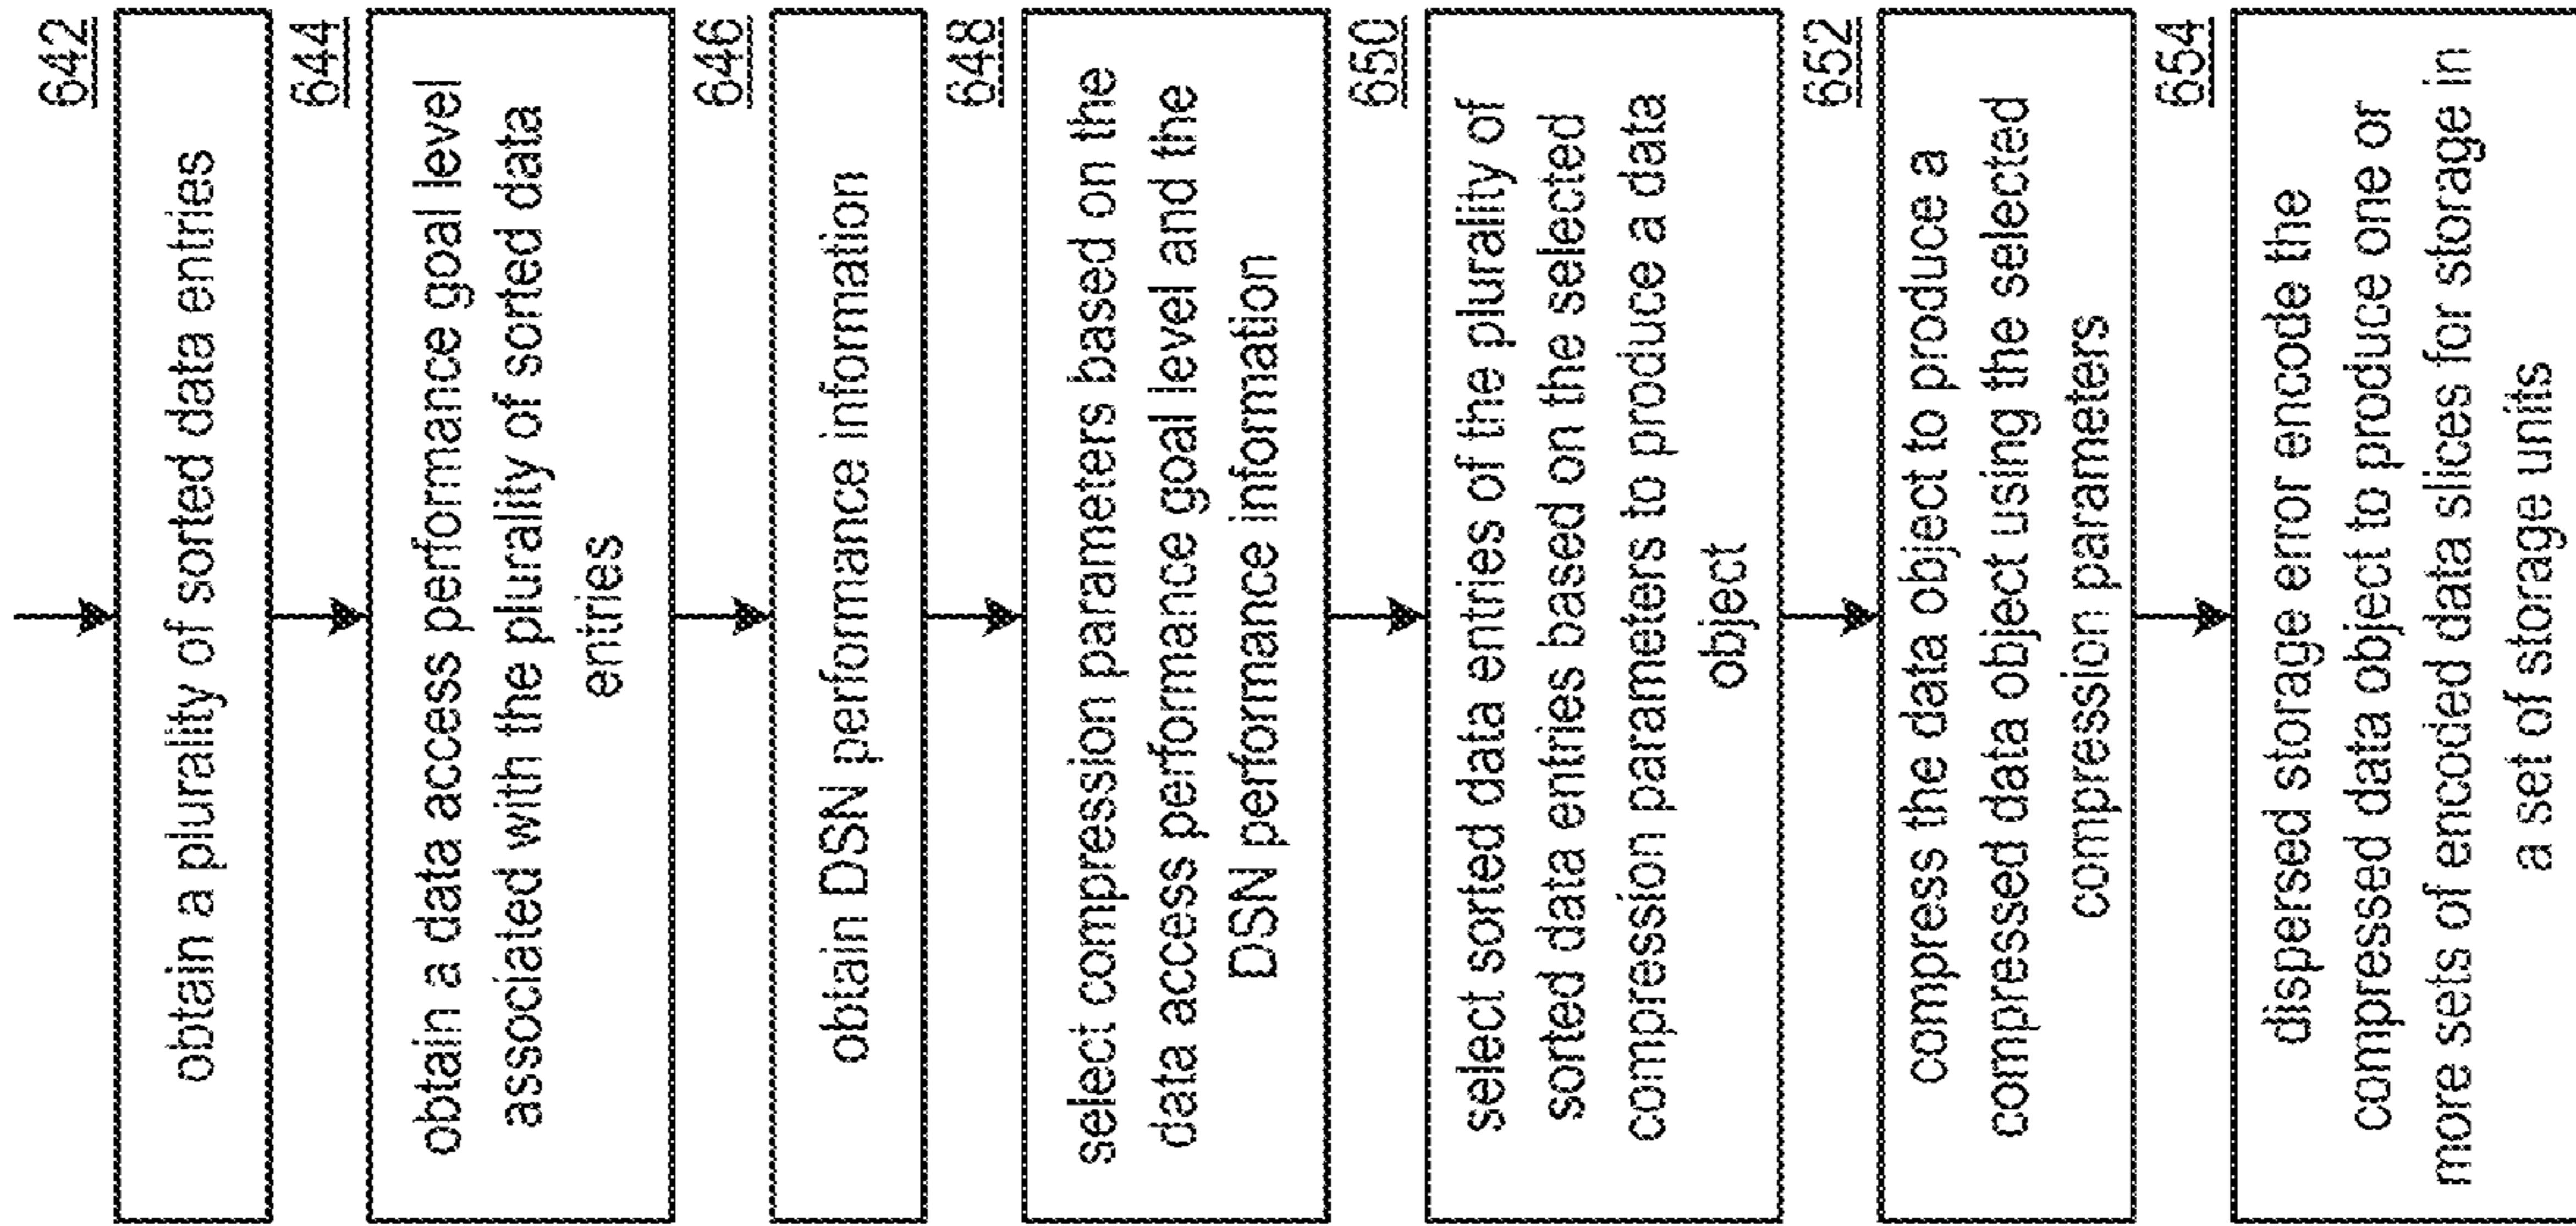 642
obtain a plurality of sorted data entries
644
obtain a data access performance goal level
associated with the plurality of sorted data
entries
646
obtain DSN performance information
648
select compression parameters based on the
data access performance goal level and the
DSN performance information
650
select sorted data entries of the plurality of
sorted data entries based on the selected
compression parameters to produce a data
object
652
compress the data object to produce a
compressed data object using the selected
compression parameters
654
dispersed storage error encode the
compressed data object to produce one or
more sets of encoded data slices for storage in
a set of storage units